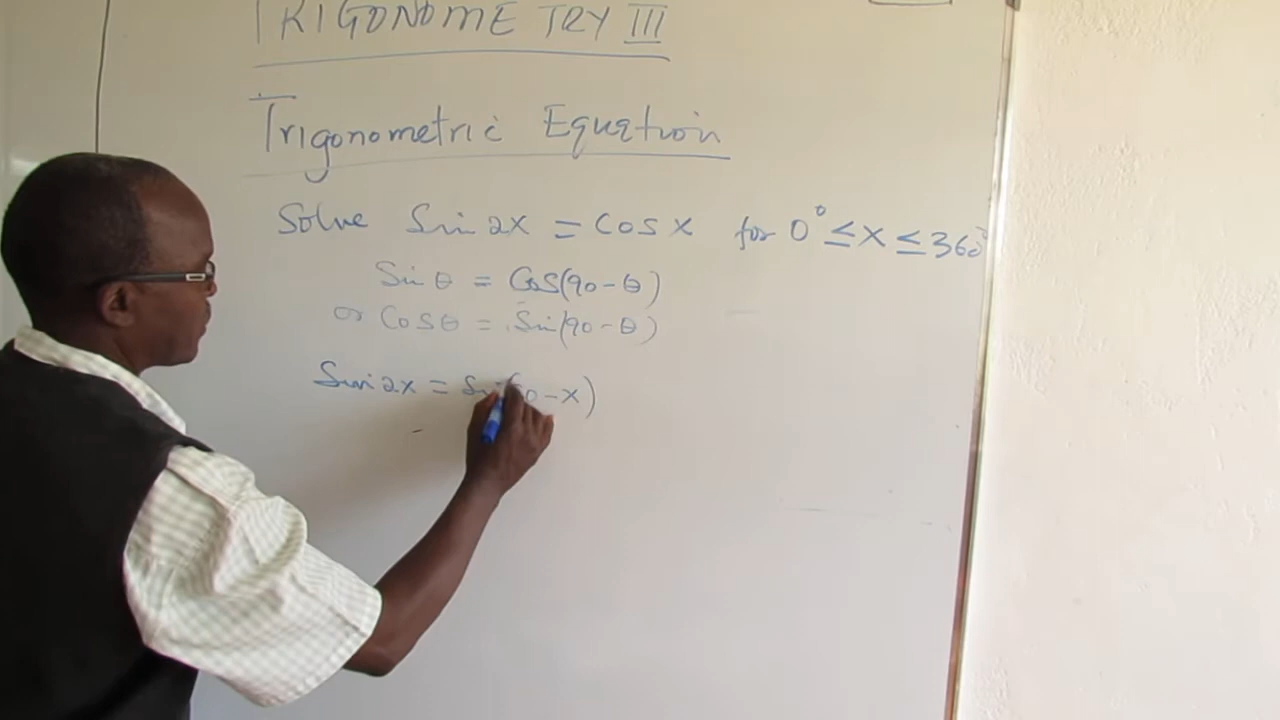 TRIGONOMETRY III
Trigonometric Equation
Solve Sin 2x = Cos x for 0° ≤ x ≤ 360°
Sin θ = Cos(90 - θ)
or Cos θ = Sin(90 - θ)
Sin 2x = Sin(90 - x)